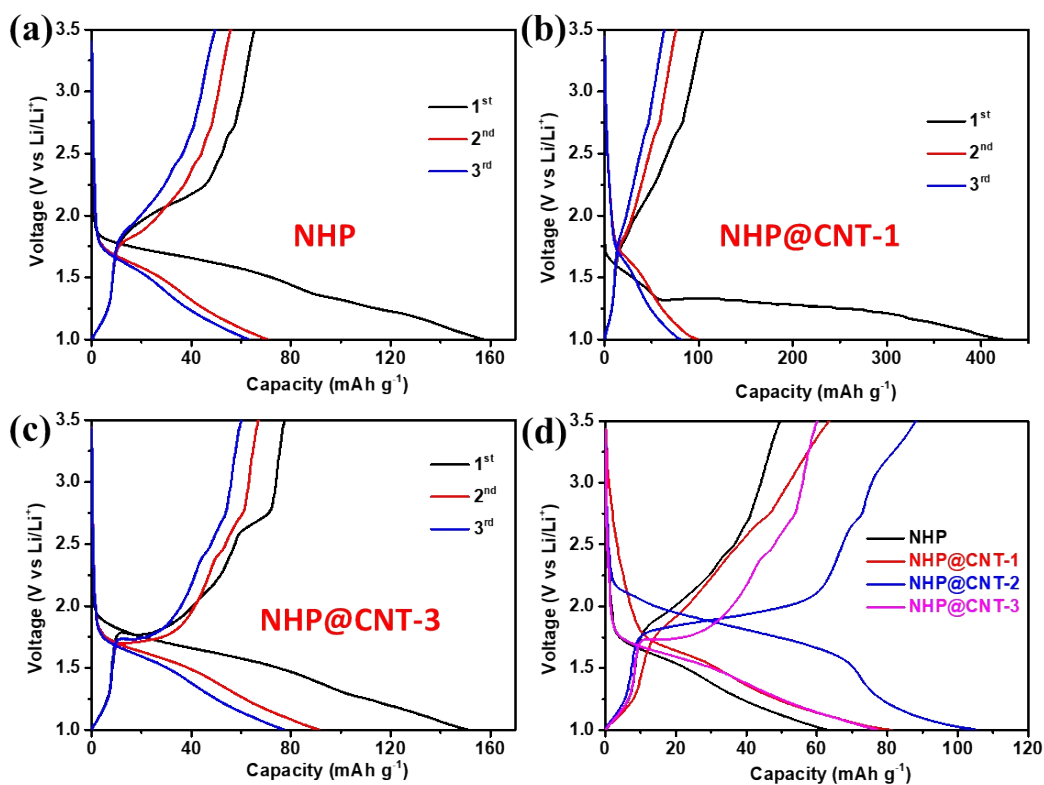 (a)
3.5
3.0
2.5
2.0
1.5
1.0
Voltage (V vs Li/Li⁺)
1ˢᵗ
2ⁿᵈ
3ʳᵈ
NHP
0 40 80 120 160
Capacity (mAh g⁻¹)
(b)
3.5
3.0
2.5
2.0
1.5
1.0
Voltage (V vs Li/Li⁺)
1ˢᵗ
2ⁿᵈ
3ʳᵈ
NHP@CNT-1
0 100 200 300 400
Capacity (mAh g⁻¹)
(c)
3.5
3.0
2.5
2.0
1.5
1.0
Voltage (V vs Li/Li⁺)
1ˢᵗ
2ⁿᵈ
3ʳᵈ
NHP@CNT-3
0 40 80 120 160
Capacity (mAh g⁻¹)
(d)
3.5
3.0
2.5
2.0
1.5
1.0
Voltage (V vs Li/Li⁺)
NHP
NHP@CNT-1
NHP@CNT-2
NHP@CNT-3
0 20 40 60 80 100 120
Capacity (mAh g⁻¹)